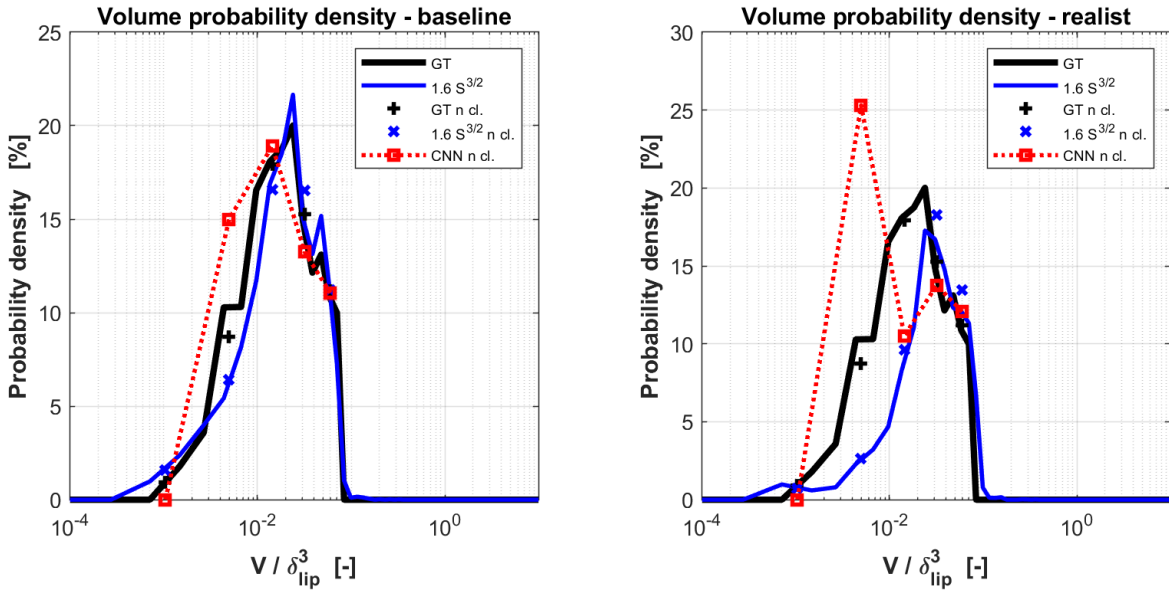 Volume probability density - baseline
Probability density [%]
25
20
15
10
5
0
GT
1.6 S^3/2
GT n cl.
1.6 S^3/2 n cl.
CNN n cl.
10^-4
10^-2
10^0
V / δ^3_lip [-]
Volume probability density - realist
Probability density [%]
30
25
20
15
10
5
0
GT
1.6 S^3/2
GT n cl.
1.6 S^3/2 n cl.
CNN n cl.
10^-4
10^-2
10^0
V / δ^3_lip [-]